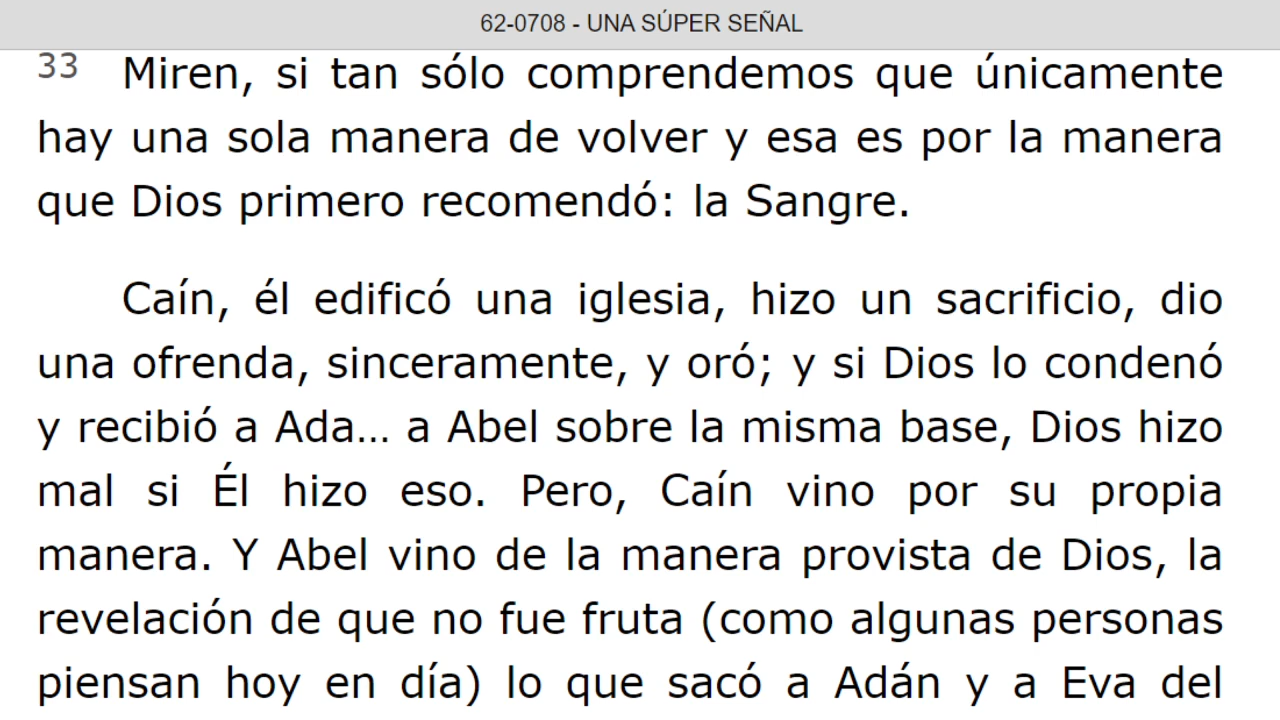 62-0708 - UNA SÚPER SEÑAL
33 Miren, si tan sólo comprendemos que únicamente
hay una sola manera de volver y esa es por la manera
que Dios primero recomendó: la Sangre.
Caín, él edificó una iglesia, hizo un sacrificio, dio
una ofrenda, sinceramente, y oró; y si Dios lo condenó
y recibió a Ada... a Abel sobre la misma base, Dios hizo
mal si Él hizo eso. Pero, Caín vino por su propia
manera. Y Abel vino de la manera provista de Dios, la
revelación de que no fue fruta (como algunas personas
piensan hoy en día) lo que sacó a Adán y a Eva del